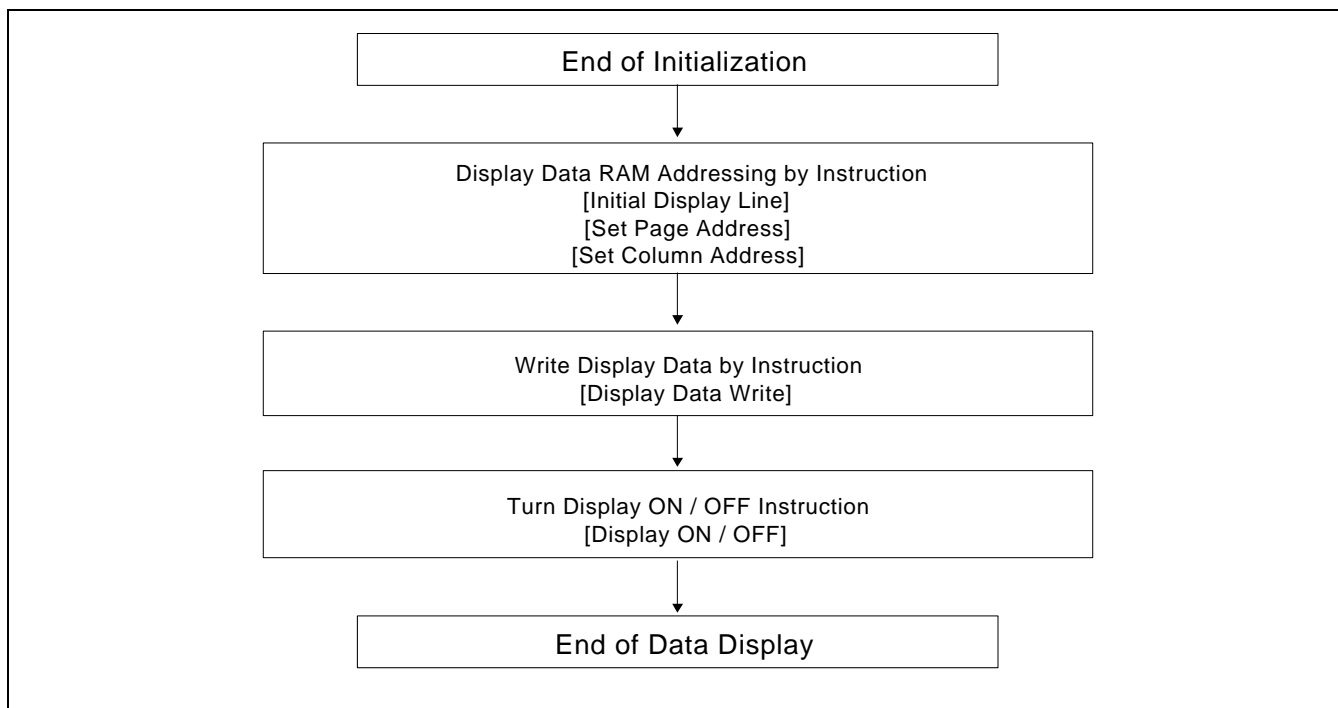 End of Initialization
Display Data RAM Addressing by Instruction
[Initial Display Line]
[Set Page Address]
[Set Column Address]
Write Display Data by Instruction
[Display Data Write]
Turn Display ON / OFF Instruction
[Display ON / OFF]
End of Data Display